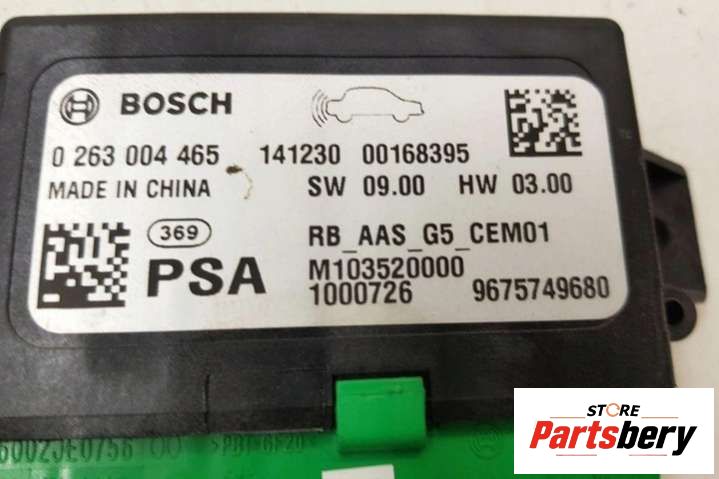 BOSCH
0 263 004 465 141230 00168395
MADE IN CHINA SW 09.00 HW 03.00
369 RB_AAS_G5_CEM01
PSA M103520000
1000726 9675749680
STORE
Partsbery